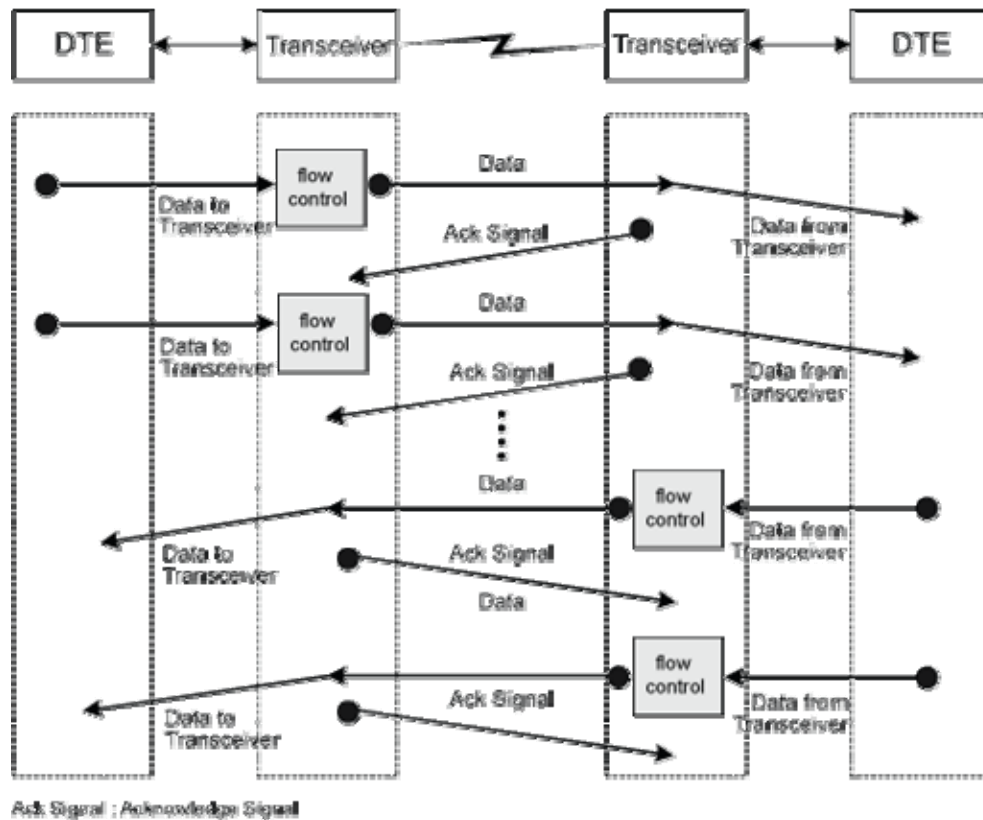 DTE
Transceiver
Transceiver
DTE
flow
control
Data
Data to
Transceiver
Ack Signal
Data from
Transceiver
flow
control
Data
Data to
Transceiver
Ack Signal
Data from
Transceiver
Data
flow
control
Data to
Transceiver
Ack Signal
Data from
Transceiver
Data
flow
control
Data to
Transceiver
Ack Signal
Data from
Transceiver
Ack Signal : Acknowledge Signal